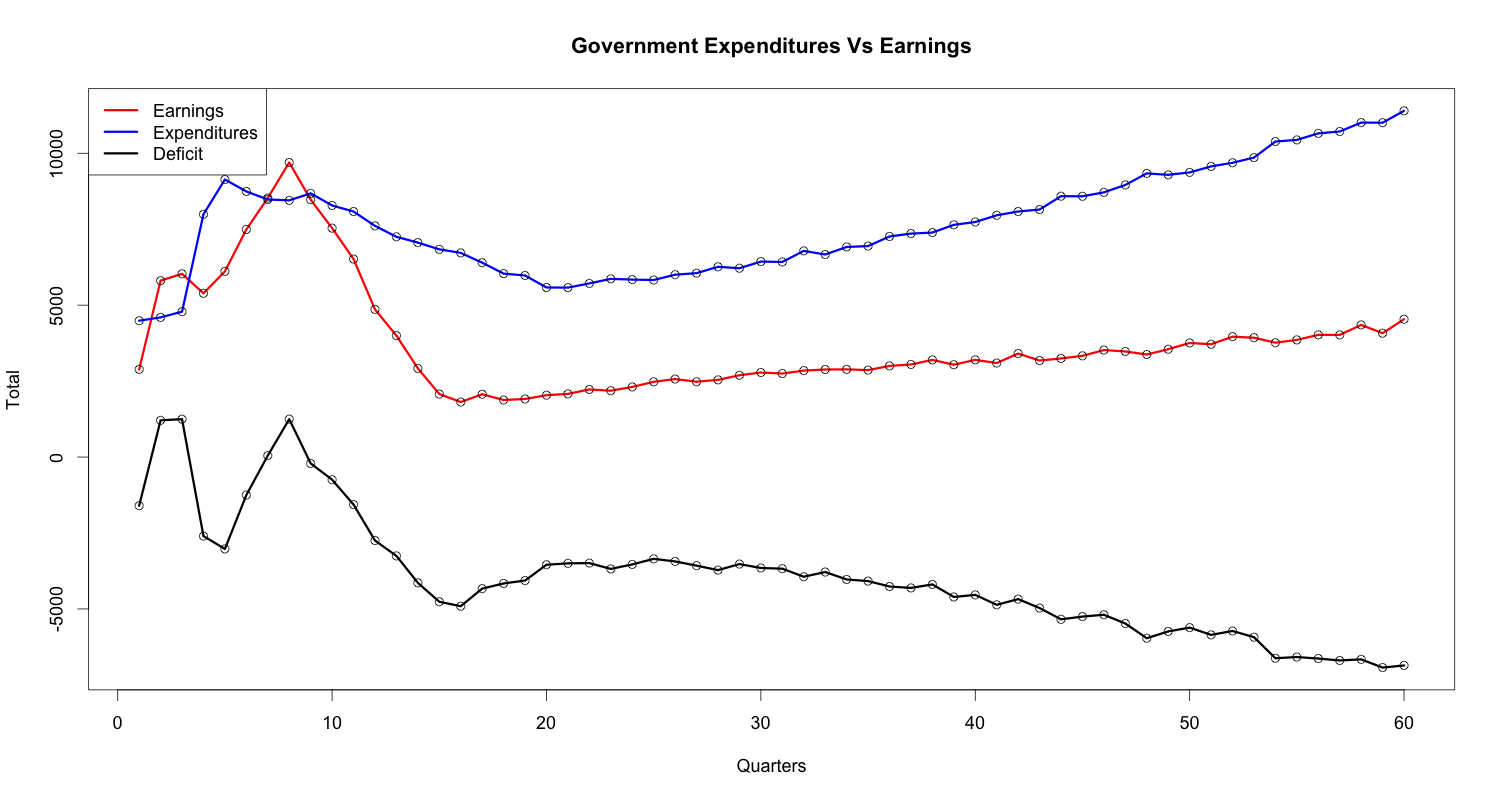 Government Expenditures Vs Earnings
Earnings
Expenditures
Deficit
10000
5000
0
-5000
Total
0 10 20 30 40 50 60
Quarters